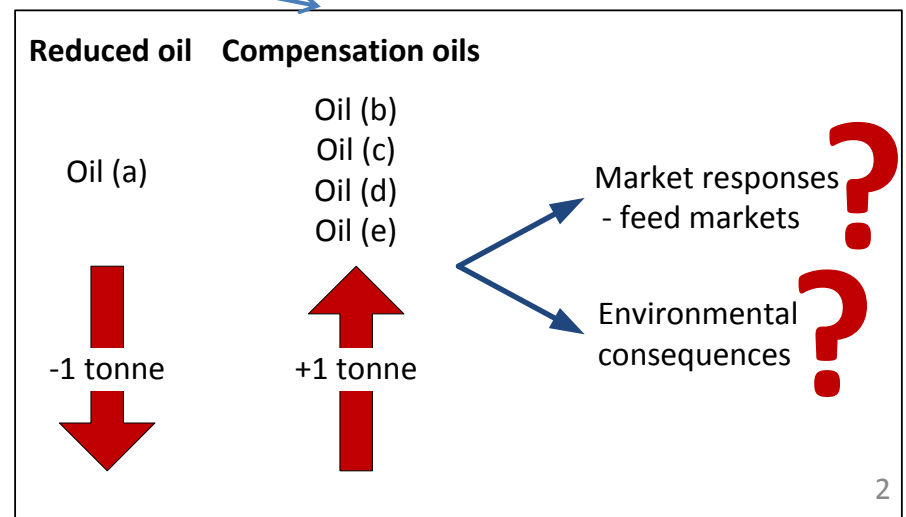 Reduced oil
Compensation oils
Oil (a)
Oil (b)
Oil (c)
Oil (d)
Oil (e)
-1 tonne
+1 tonne
Market responses
- feed markets
?
Environmental
consequences
?
2